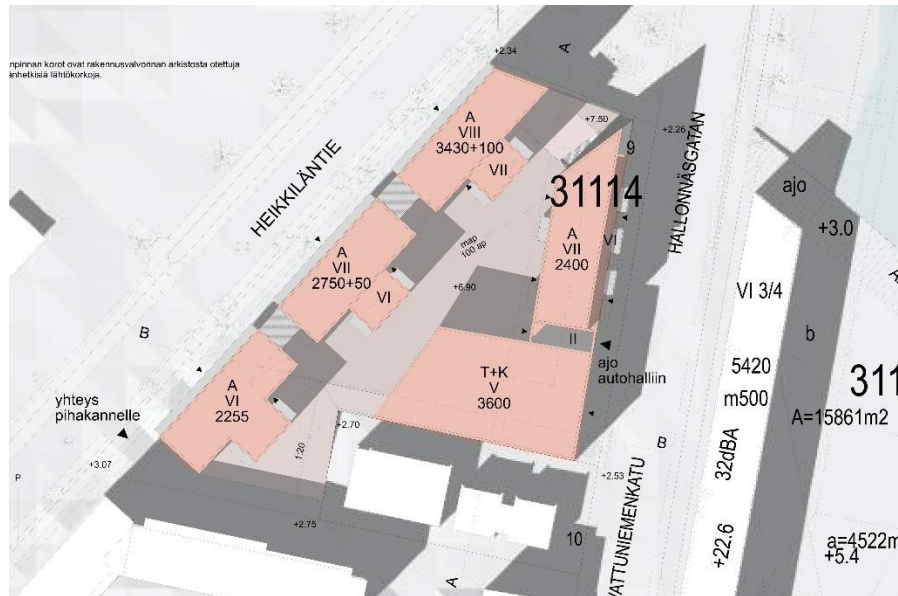 npinnan korot ovat rakennusvalvonnan arkistosta otettuja
änhetkisiä lähtökorkoja.
+2.34
A
+7.50
+2.26
9
A
VIII
3430+100
VII
31114
HEIKKILÄNTIE
HALLONNÄSGATAN
ajo
+3.0
A
VII
2400
VI
map
100 ap
A
VII
2750+50
VI
+6.90
VI 3/4
B
II
ajo
autohalliin
b
5420
m500
311
A=15861m2
T+K
V
3600
A
VI
2255
yhteys
pihakannelle
+2.70
1:20
B
32dBA
+3.07
P
+2.53
+2.75
VATTUNIEMENKATU
10
A
+22.6
a=4522m
+5.4
A